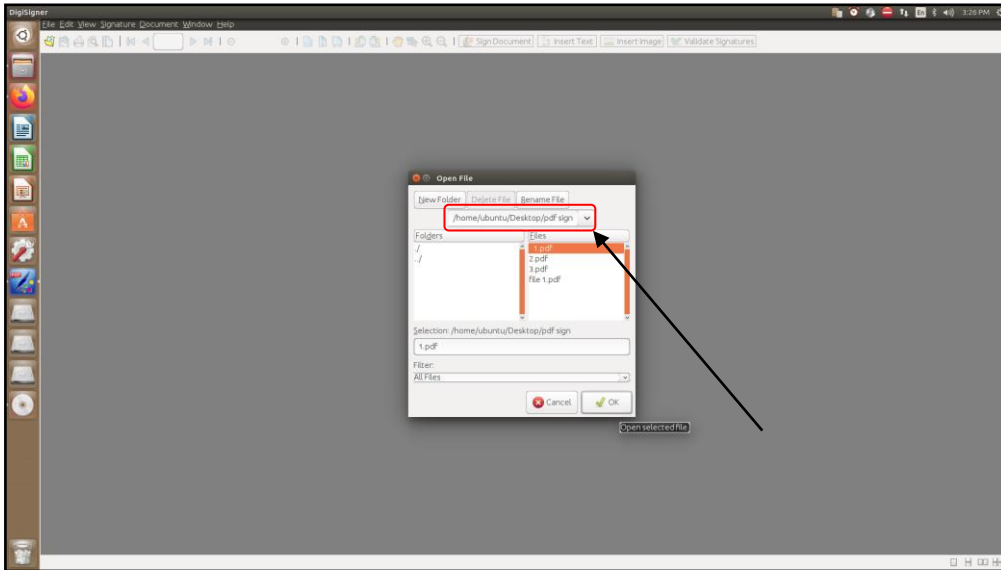 DigiSigner
En
3:26 PM
File Edit View Signature Document Window Help
Sign Document Insert Text Insert Image Validate Signatures
Open File
New Folder Delete File Rename File
/home/ubuntu/Desktop/pdf sign
Folders Files
./ 1.pdf
../ 2.pdf
3.pdf
file 1.pdf
Selection: /home/ubuntu/Desktop/pdf sign
1.pdf
Filter:
All Files
Cancel OK
Open selected file